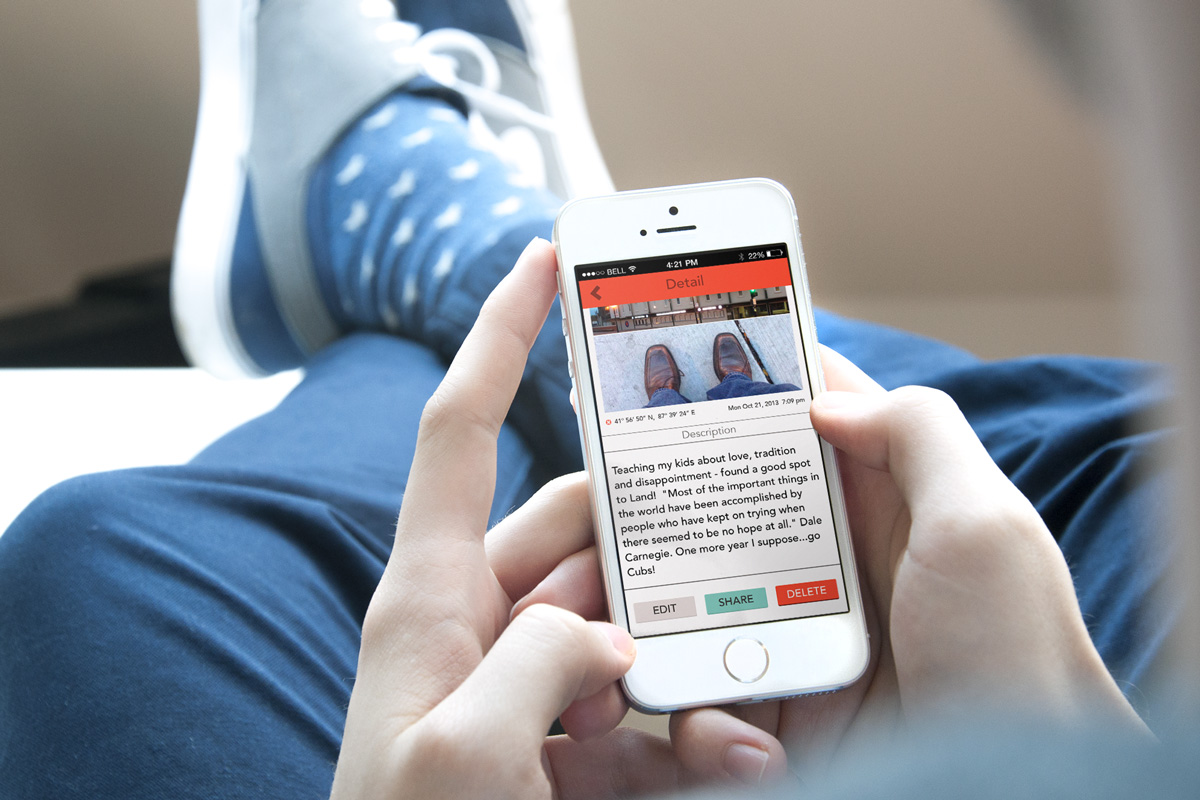 BELL 4:21 PM 22%
Detail
41° 56' 50" N, 87° 39' 24" E Mon Oct 21, 2013 7:09 pm
Description
Teaching my kids about love, tradition
and disappointment - found a good spot
to Land! "Most of the important things in
the world have been accomplished by
people who have kept on trying when
there seemed to be no hope at all." Dale
Carnegie. One more year I suppose...go
Cubs!
EDIT SHARE DELETE